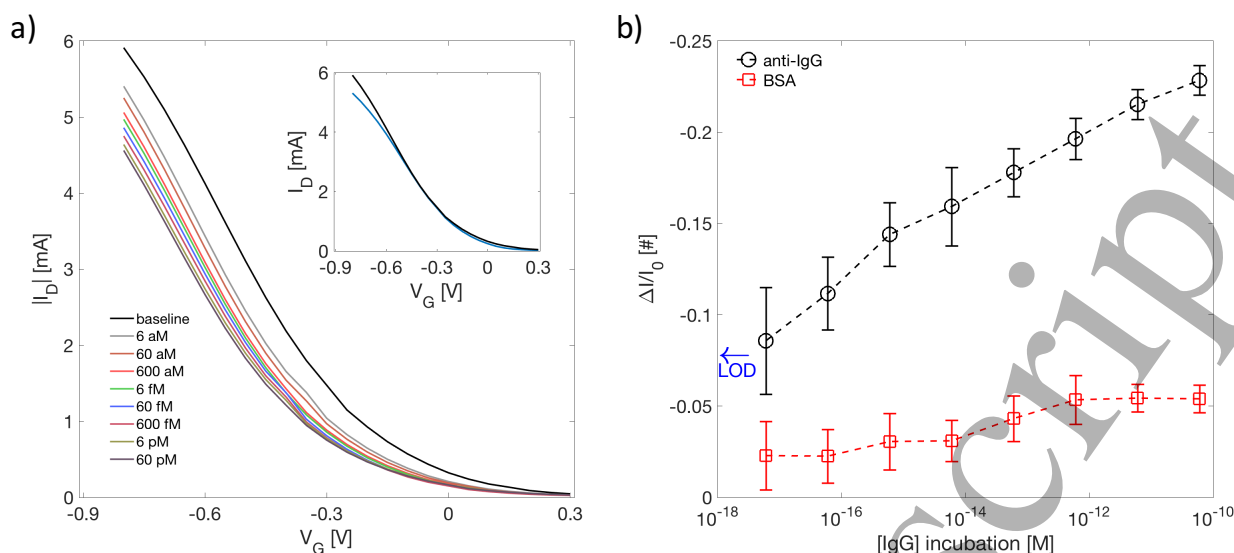 a)
6
5
4
3
2
1
0
|I_D| [mA]
-0.9
-0.6
-0.3
0
0.3
V_G [V]
baseline
6 aM
60 aM
600 aM
6 fM
60 fM
600 fM
6 pM
60 pM
6
4
2
0
I_D [mA]
-0.9
-0.6
-0.3
0
0.3
V_G [V]
b)
-0.25
-0.2
-0.15
-0.1
-0.05
0
ΔI/I_0 [#]
anti-IgG
BSA
LOD
10^-18
10^-16
10^-14
10^-12
10^-10
[IgG] incubation [M]
script